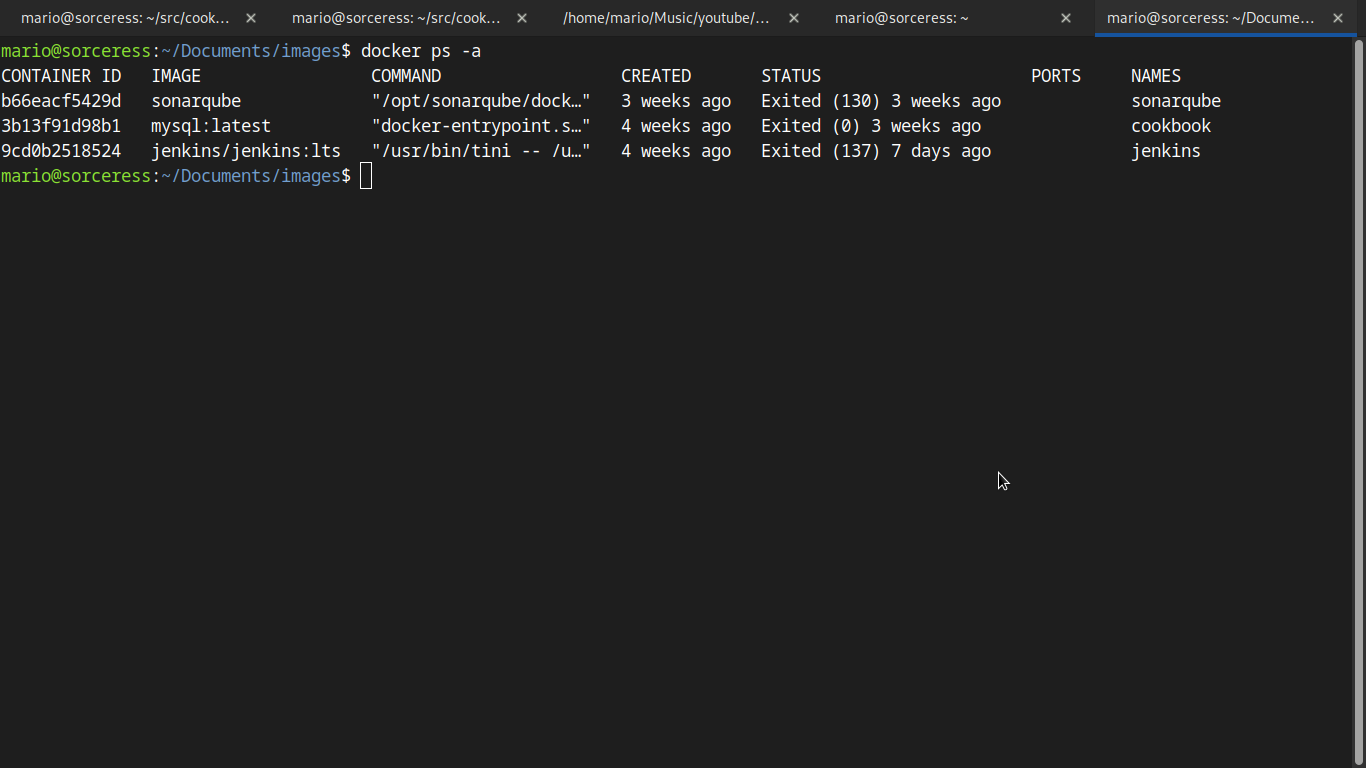 mario@sorceress: ~/src/cook... mario@sorceress: ~/src/cook... /home/mario/Music/youtube/... mario@sorceress: ~ mario@sorceress: ~/Docume...
mario@sorceress:~/Documents/images$ docker ps -a
CONTAINER ID   IMAGE                 COMMAND                  CREATED       STATUS                     PORTS     NAMES
b66eacf5429d   sonarqube             "/opt/sonarqube/dock…"   3 weeks ago   Exited (130) 3 weeks ago             sonarqube
3b13f91d98b1   mysql:latest          "docker-entrypoint.s…"   4 weeks ago   Exited (0) 3 weeks ago               cookbook
9cd0b2518524   jenkins/jenkins:lts   "/usr/bin/tini -- /u…"   4 weeks ago   Exited (137) 7 days ago              jenkins
mario@sorceress:~/Documents/images$